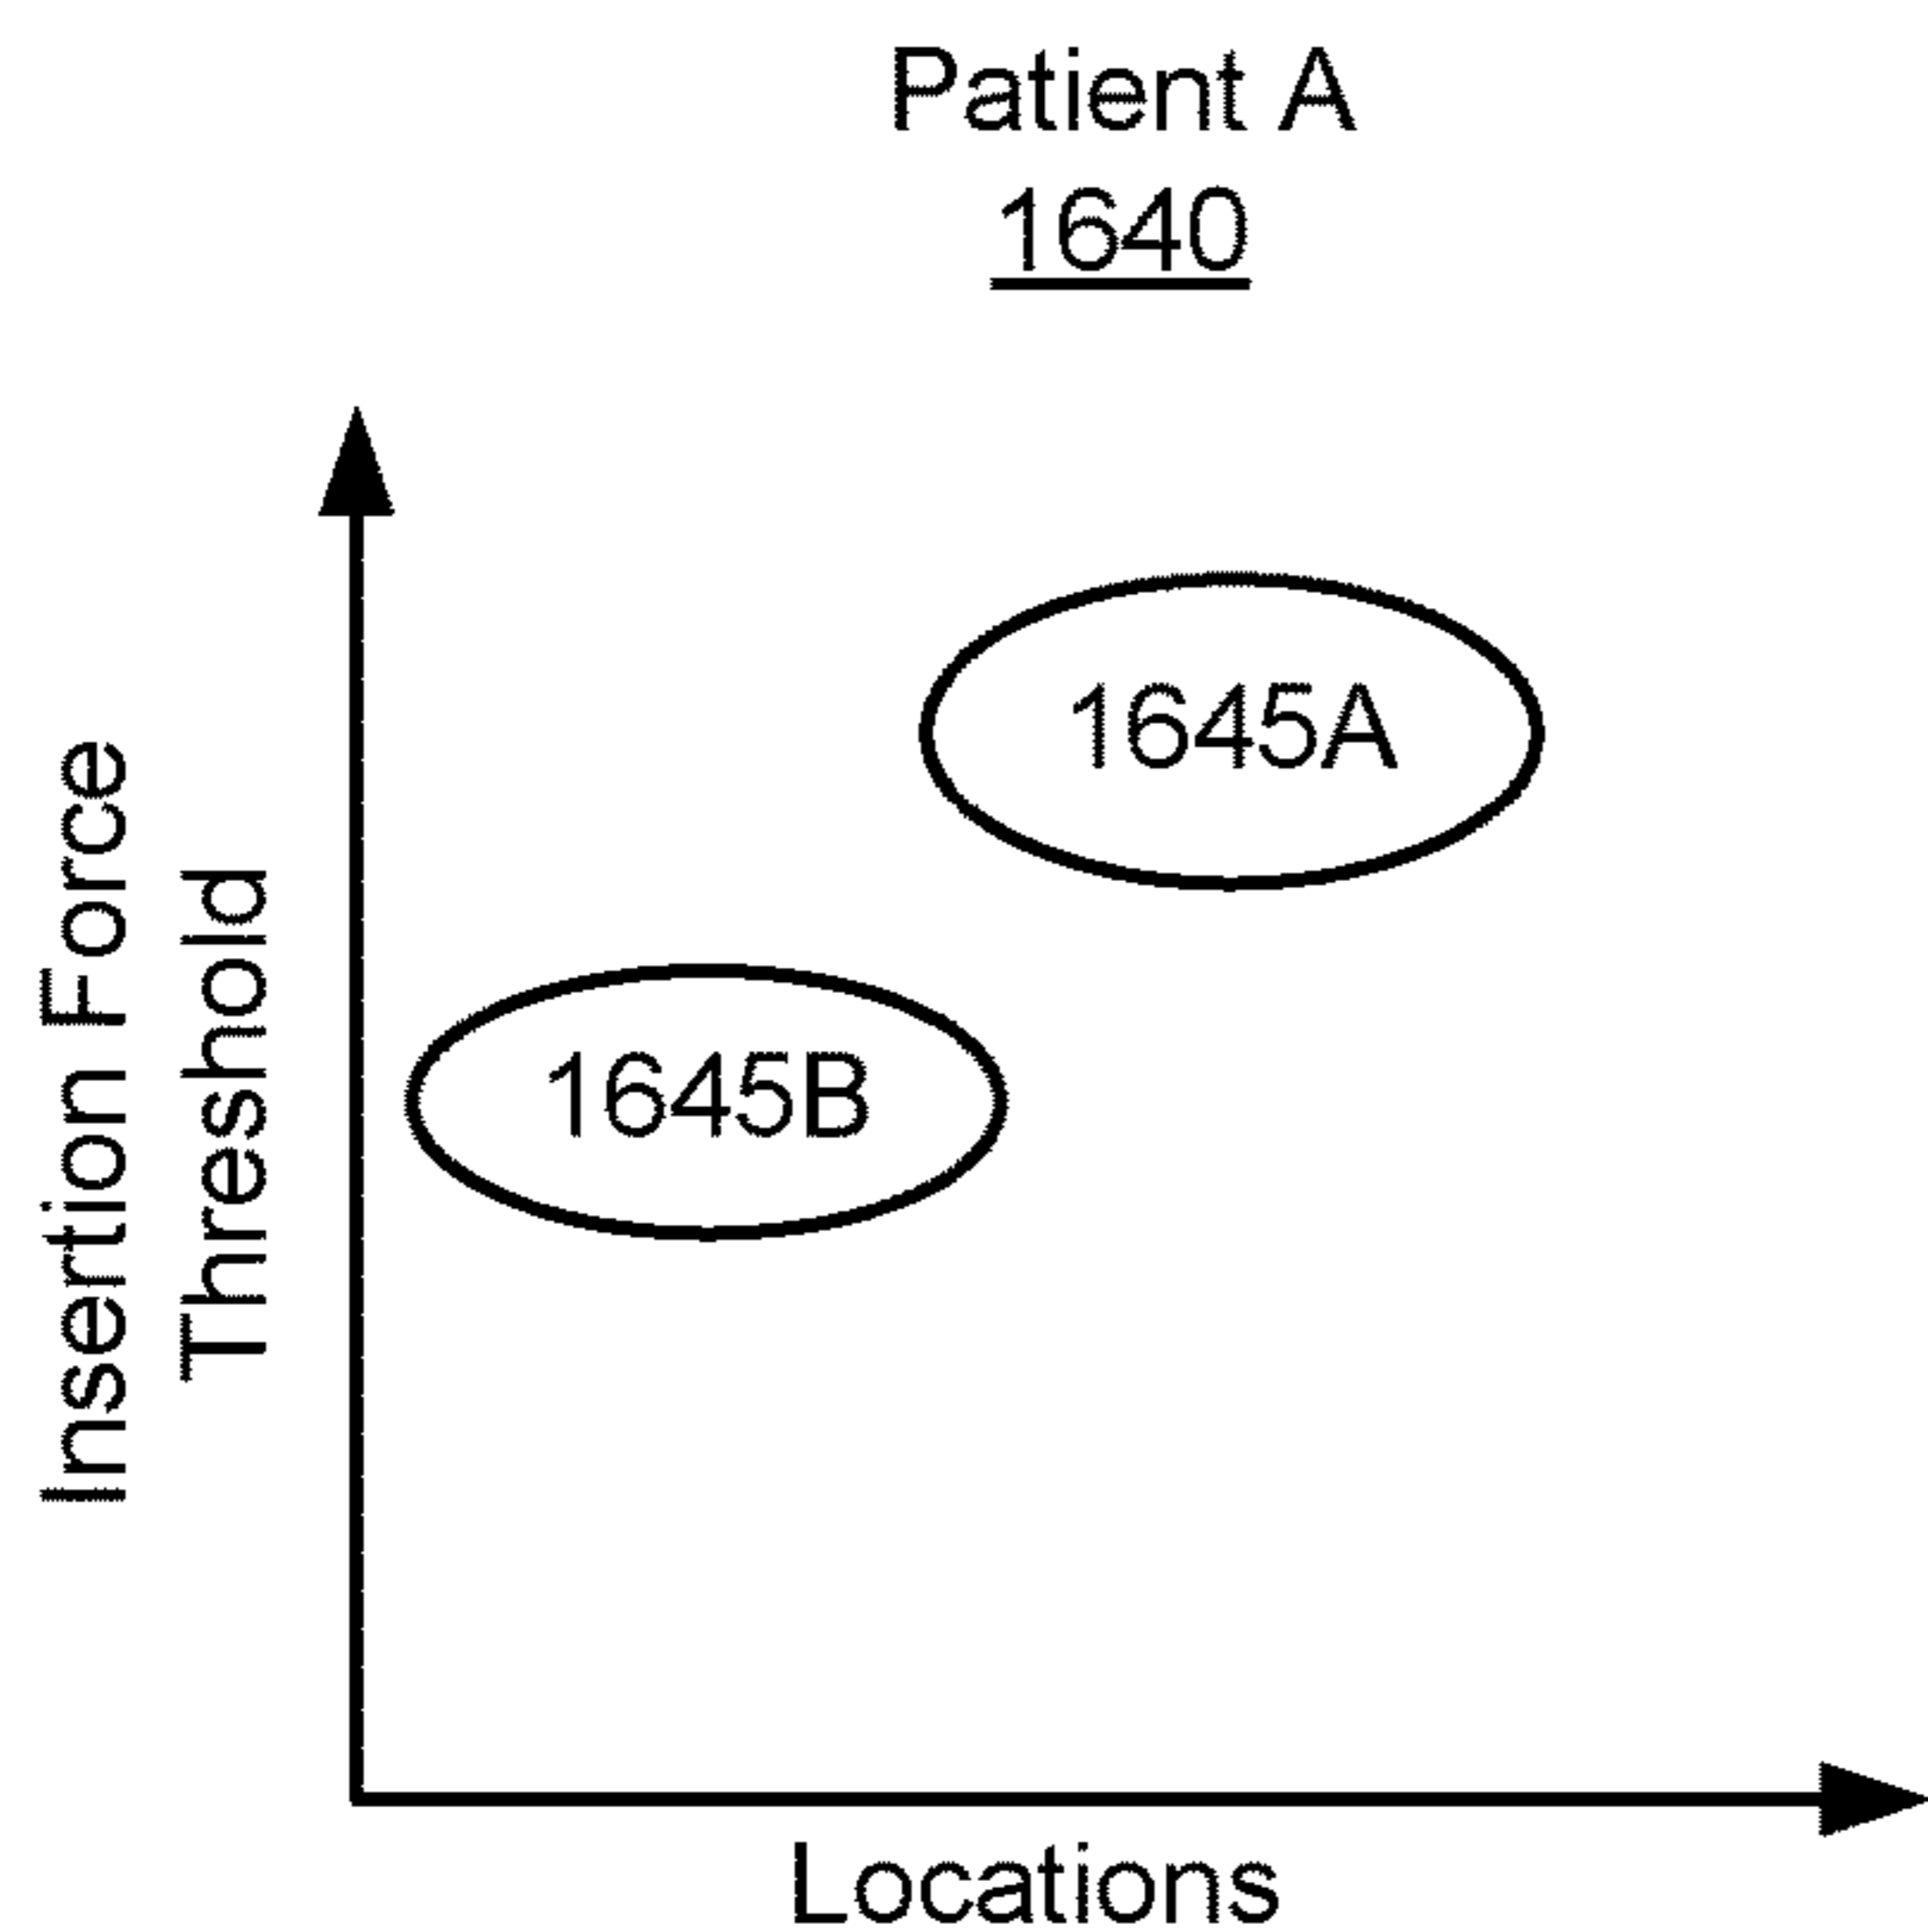 Patient A
1640
Insertion Force
Threshold
1645A
1645B
Locations